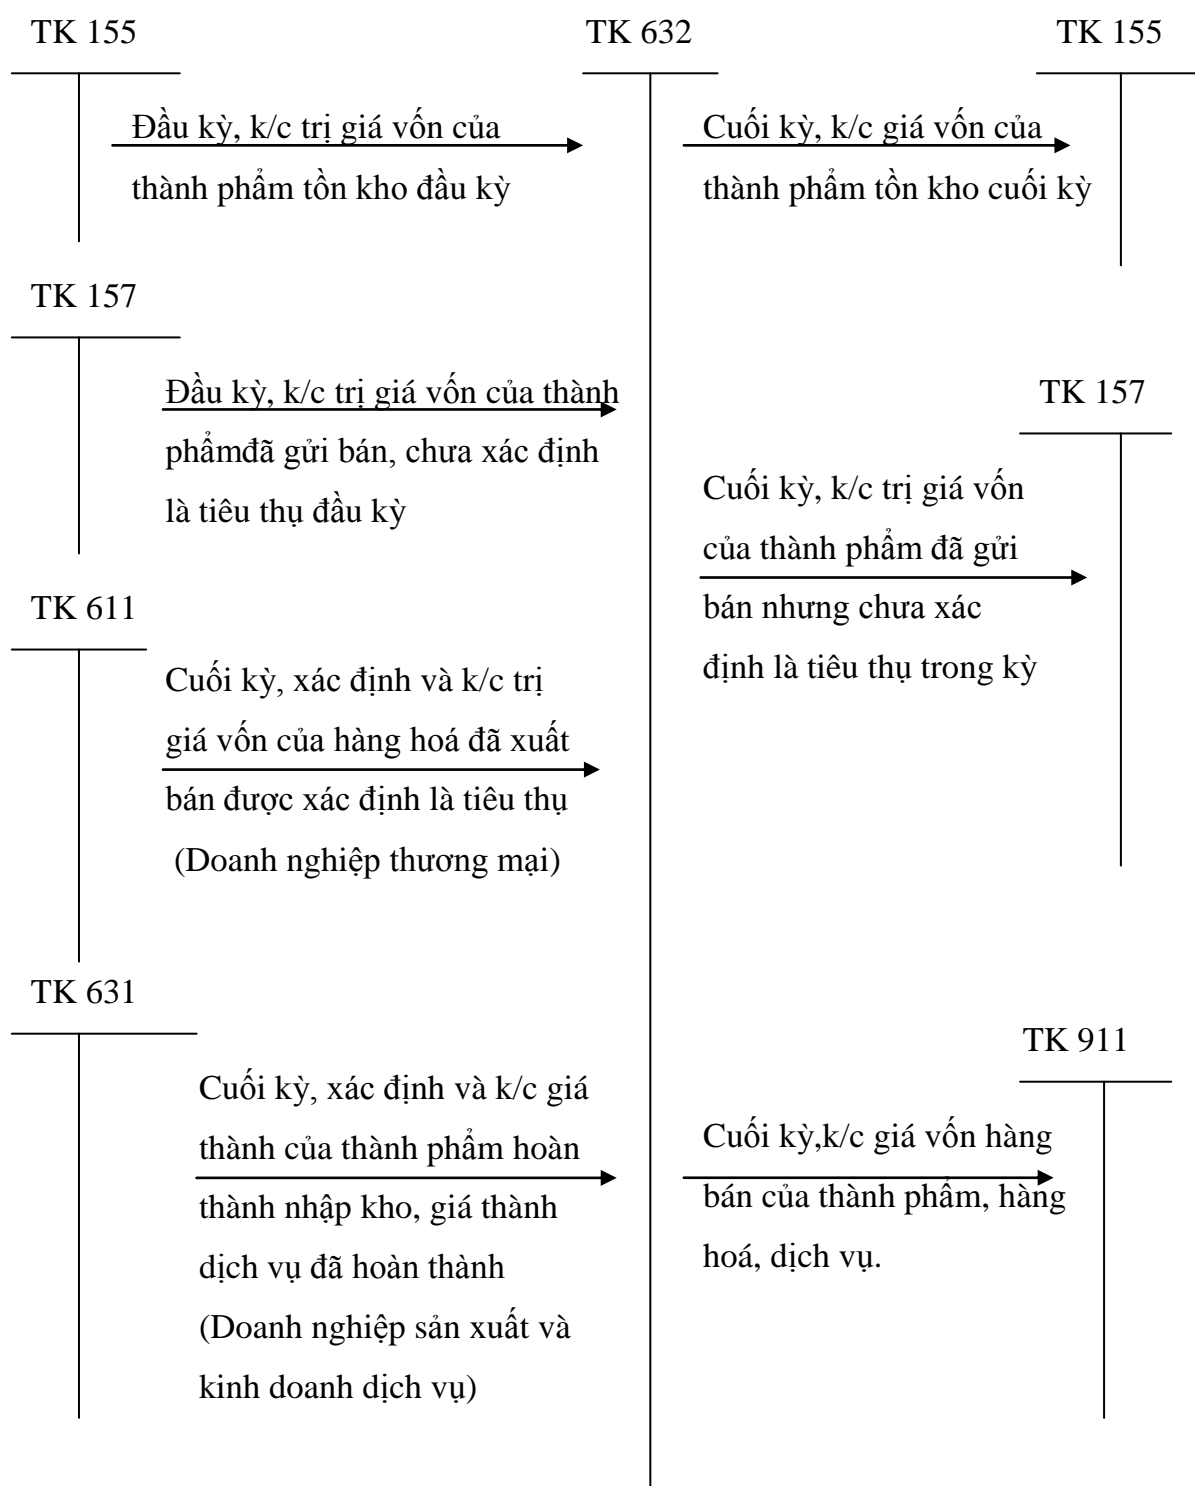 TK 155
TK 632
TK 155
Đầu kỳ, k/c trị giá vốn của
thành phẩm tồn kho đầu kỳ
Cuối kỳ, k/c giá vốn của
thành phẩm tồn kho cuối kỳ
TK 157
Đầu kỳ, k/c trị giá vốn của thành
phẩmđã gửi bán, chưa xác định
là tiêu thụ đầu kỳ
TK 157
Cuối kỳ, k/c trị giá vốn
của thành phẩm đã gửi
bán nhưng chưa xác
định là tiêu thụ trong kỳ
TK 611
Cuối kỳ, xác định và k/c trị
giá vốn của hàng hoá đã xuất
bán được xác định là tiêu thụ
(Doanh nghiệp thương mại)
TK 631
Cuối kỳ, xác định và k/c giá
thành của thành phẩm hoàn
thành nhập kho, giá thành
dịch vụ đã hoàn thành
(Doanh nghiệp sản xuất và
kinh doanh dịch vụ)
TK 911
Cuối kỳ,k/c giá vốn hàng
bán của thành phẩm, hàng
hoá, dịch vụ.